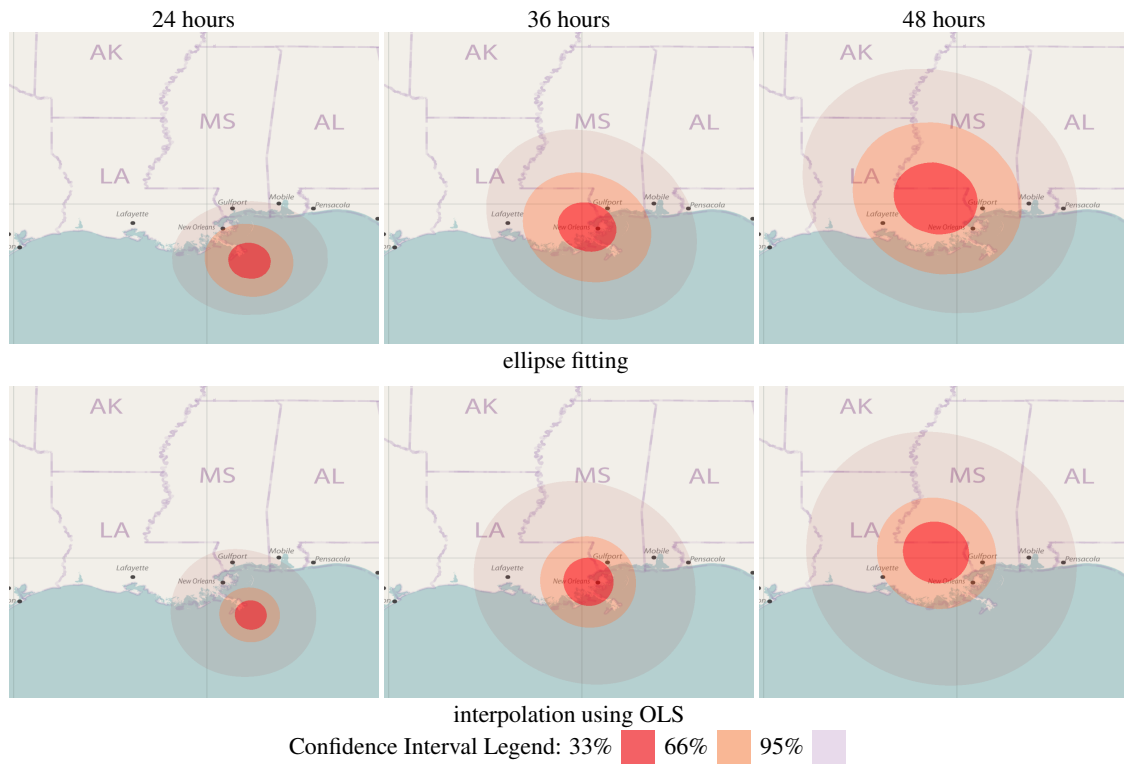 24 hours 36 hours 48 hours
AK AK AK
MS AL MS AL MS AL
LA LA LA
Gulfport Mobile Gulfport Mobile Gulfport Mobile
Lafayette Pensacola Lafayette Pensacola Lafayette Pensacola
New Orleans New Orleans New Orleans
ellipse fitting
AK AK AK
MS AL MS AL MS AL
LA LA LA
Gulfport Mobile Gulfport Mobile Gulfport Mobile
Lafayette Pensacola Lafayette Pensacola Lafayette Pensacola
New Orleans New Orleans New Orleans
interpolation using OLS
Confidence Interval Legend: 33% 66% 95%